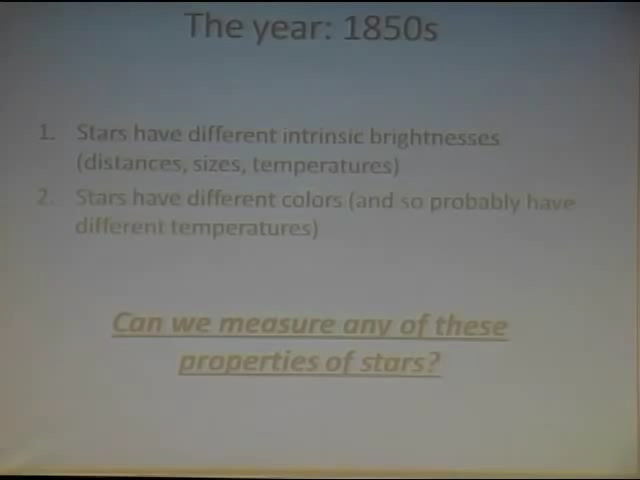 The year: 1850s
1. Stars have different intrinsic brightnesses
(distances, sizes, temperatures)
2. Stars have different colors (and so probably have
different temperatures)
Can we measure any of these
properties of stars?